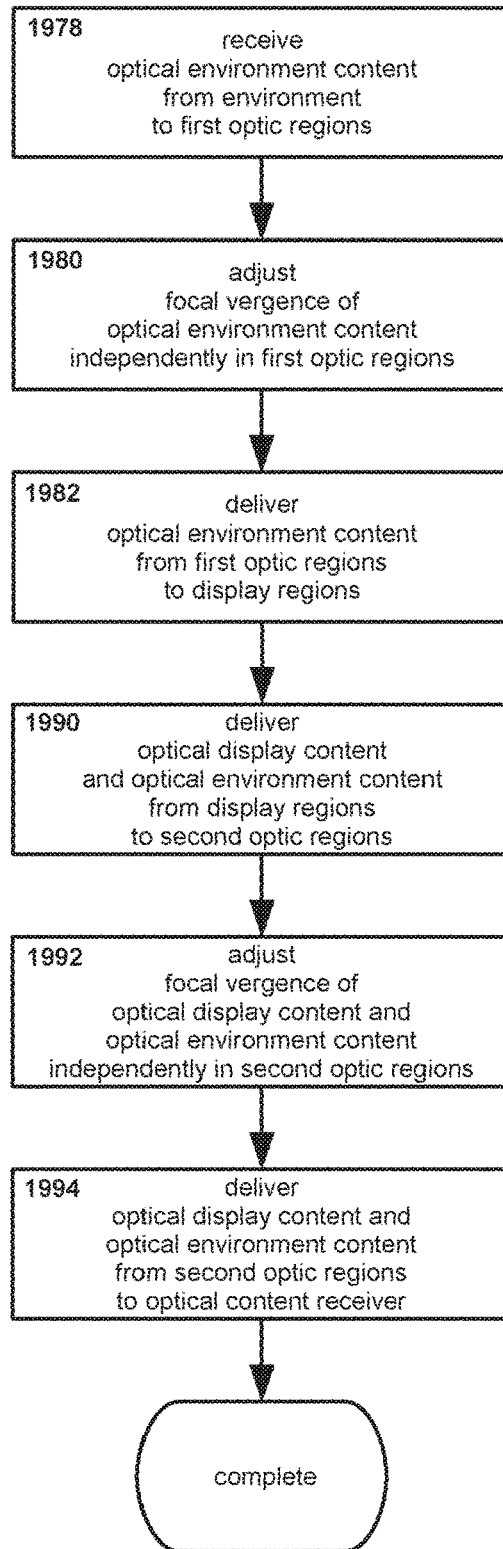 1978
receive
optical environment content
from environment
to first optic regions
1980
adjust
focal vergence of
optical environment content
independently in first optic regions
1982
deliver
optical environment content
from first optic regions
to display regions
1990
deliver
optical display content
and optical environment content
from display regions
to second optic regions
1992
adjust
focal vergence of
optical display content and
optical environment content
independently in second optic regions
1994
deliver
optical display content and
optical environment content
from second optic regions
to optical content receiver
complete